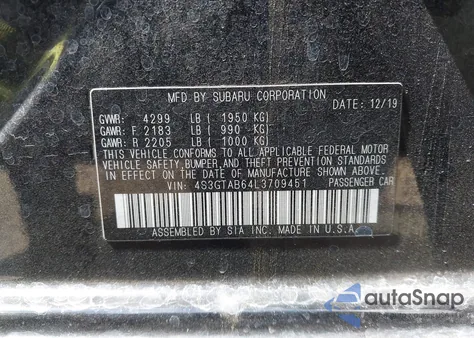 MFD BY SUBARU CORPORATION
GVWR: 4299 LB ( 1950 KG) DATE: 12/19
GAWR: F 2183 LB ( 990 KG)
GAWR: R 2205 LB ( 1000 KG)
THIS VEHICLE CONFORMS TO ALL APPLICABLE FEDERAL MOTOR
VEHICLE SAFETY,BUMPER,AND THEFT PREVENTION STANDARDS
IN EFFECT ON THE DATE OF MANUFACTURE SHOWN ABOVE.
VIN: 4S3GTAB64L3709451 PASSENGER CAR
ASSEMBLED BY SIA INC. MADE IN U.S.A.
autaSnap